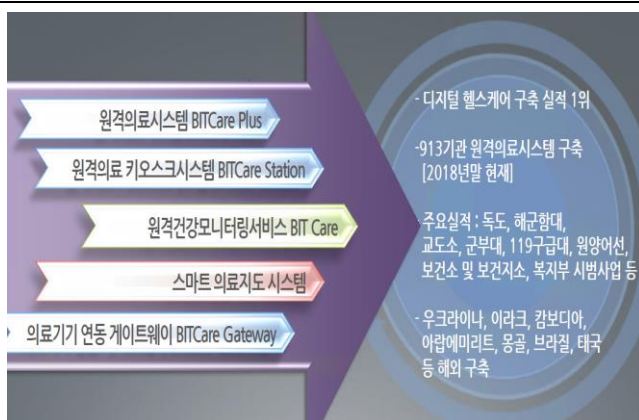 원격의료시스템 BITCare Plus
원격의료 키오스크시스템 BITCare Station
원격건강모니터링서비스 BIT Care
스마트 의료지도 시스템
의료기기 연동 게이트웨이 BITCare Gateway
- 디지털 헬스케어 구축 실적 1위
-913기관 원격의료시스템 구축
[2018년말 현재]
- 주요실적 : 독도, 해군함대,
교도소, 군부대, 119구급대, 원양어선,
보건소 및 보건지소, 복지부 시범사업 등
- 우크라이나, 이라크, 캄보디아,
아랍에미리트, 몽골, 브라질, 태국
등 해외 구축